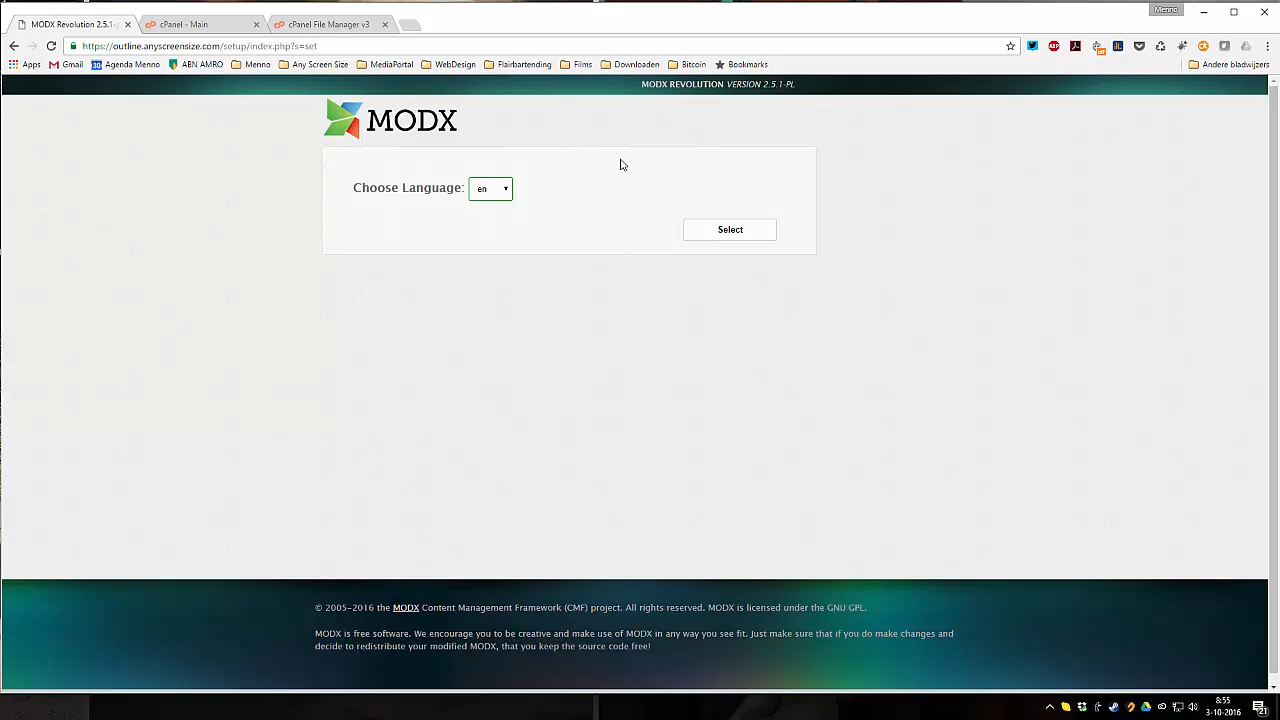 Menno
MODX Revolution 2.5.1-
cPanel - Main
cPanel File Manager v3
https://outline.anyscreensize.com/setup/index.php?s=set
Apps
Gmail
Agenda Menno
ABN AMRO
Menno
Any Screen Size
MediaPortal
WebDesign
Flairbartending
Films
Downloaden
Bitcoin
Bookmarks
Andere bladwijzers
MODX REVOLUTION VERSION 2.5.1-PL
MODX
Choose Language: en
Select
© 2005-2016 the MODX Content Management Framework (CMF) project. All rights reserved. MODX is licensed under the GNU GPL.
MODX is free software. We encourage you to be creative and make use of MODX in any way you see fit. Just make sure that if you do make changes and
decide to redistribute your modified MODX, that you keep the source code free!
8:55
3-10-2016